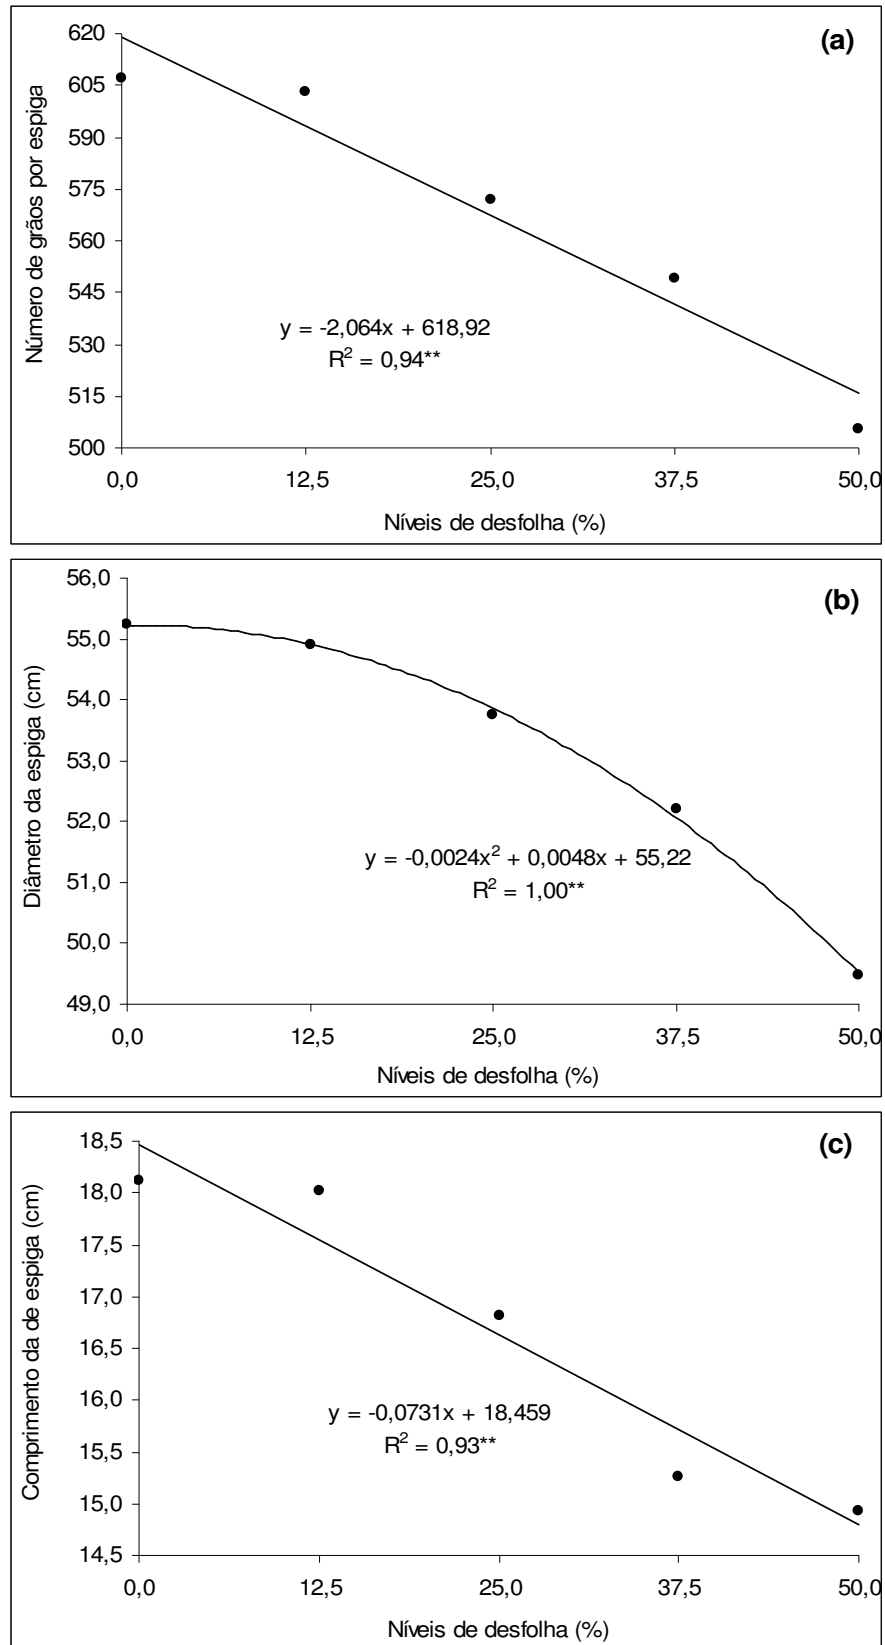 (a)
Número de grãos por espiga
620
605
590
575
560
545
530
515
500
y = -2,064x + 618,92
R² = 0,94**
0,0 12,5 25,0 37,5 50,0
Níveis de desfolha (%)
(b)
Diâmetro da espiga (cm)
56,0
55,0
54,0
53,0
52,0
51,0
50,0
49,0
y = -0,0024x² + 0,0048x + 55,22
R² = 1,00**
0,0 12,5 25,0 37,5 50,0
Níveis de desfolha (%)
(c)
Comprimento da de espiga (cm)
18,5
18,0
17,5
17,0
16,5
16,0
15,5
15,0
14,5
y = -0,0731x + 18,459
R² = 0,93**
0,0 12,5 25,0 37,5 50,0
Níveis de desfolha (%)